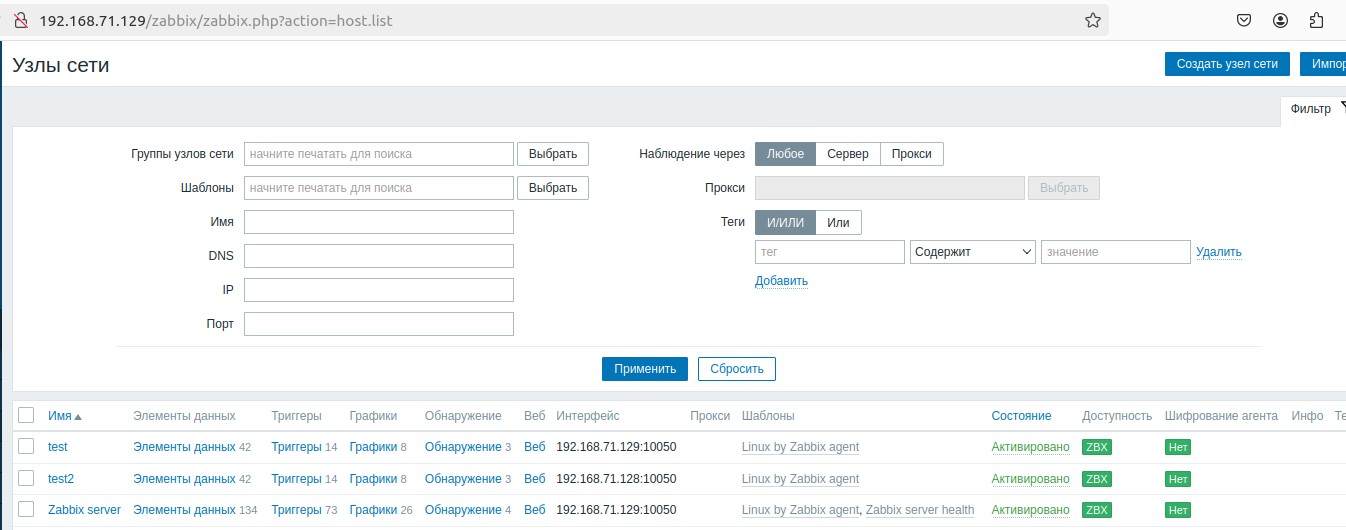 192.168.71.129/zabbix/zabbix.php?action=host.list
Узлы сети
Создать узел сети
Импор
Фильтр
Группы узлов сети начните печатать для поиска Выбрать Наблюдение через Любое Сервер Прокси
Шаблоны начните печатать для поиска Выбрать Прокси Выбрать
Имя Теги И/ИЛИ Или
DNS тег Содержит значение Удалить
IP Добавить
Порт
Применить Сбросить
Имя Элементы данных Триггеры Графики Обнаружение Веб Интерфейс Прокси Шаблоны Состояние Доступность Шифрование агента Инфо Те
test Элементы данных 42 Триггеры 14 Графики 8 Обнаружение 3 Веб 192.168.71.129:10050 Linux by Zabbix agent Активировано ZBX Нет
test2 Элементы данных 42 Триггеры 14 Графики 8 Обнаружение 3 Веб 192.168.71.128:10050 Linux by Zabbix agent Активировано ZBX Нет
Zabbix server Элементы данных 134 Триггеры 73 Графики 26 Обнаружение 4 Веб 192.168.71.129:10050 Linux by Zabbix agent, Zabbix server health Активировано ZBX Нет